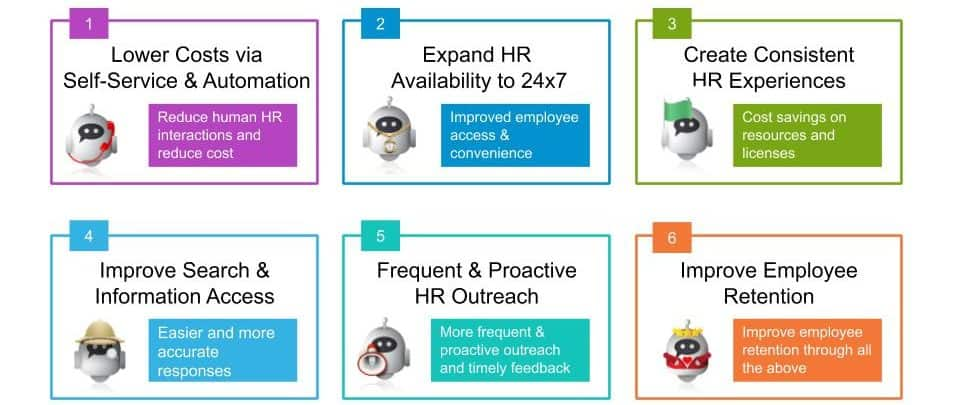 1
Lower Costs via
Self-Service & Automation
Reduce human HR
interactions and
reduce cost
2
Expand HR
Availability to 24x7
Improved employee
access &
convenience
3
Create Consistent
HR Experiences
Cost savings on
resources and
licenses
4
Improve Search &
Information Access
Easier and more
accurate
responses
5
Frequent & Proactive
HR Outreach
More frequent &
proactive outreach
and timely feedback
6
Improve Employee
Retention
Improve employee
retention through all
the above